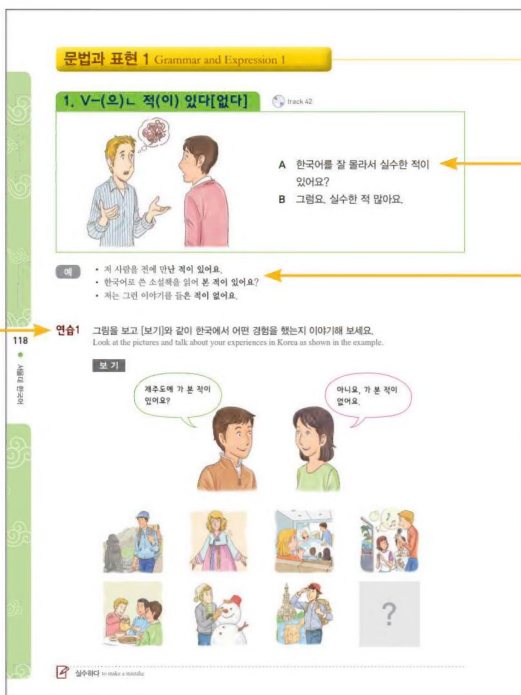 문법과 표현 1 Grammar and Expression 1
1. V-(으)ㄴ 적(이) 있다[없다]
track 42
A 한국어를 잘 몰라서 실수한 적이
있어요?
B 그럼요. 실수한 적 많아요.
예
• 저 사람을 전에 만난 적이 있어요.
• 한국어로 쓴 소설책을 읽어 본 적이 있어요?
• 저는 그런 이야기를 들은 적이 없어요.
연습1 그림을 보고 [보기]와 같이 한국에서 어떤 경험을 했는지 이야기해 보세요.
Look at the pictures and talk about your experiences in Korea as shown in the example.
118
서울대 한국어
보기
제주도에 가 본 적이
있어요?
아니요, 가 본 적이
없어요.
?
실수하다 to make a mistake